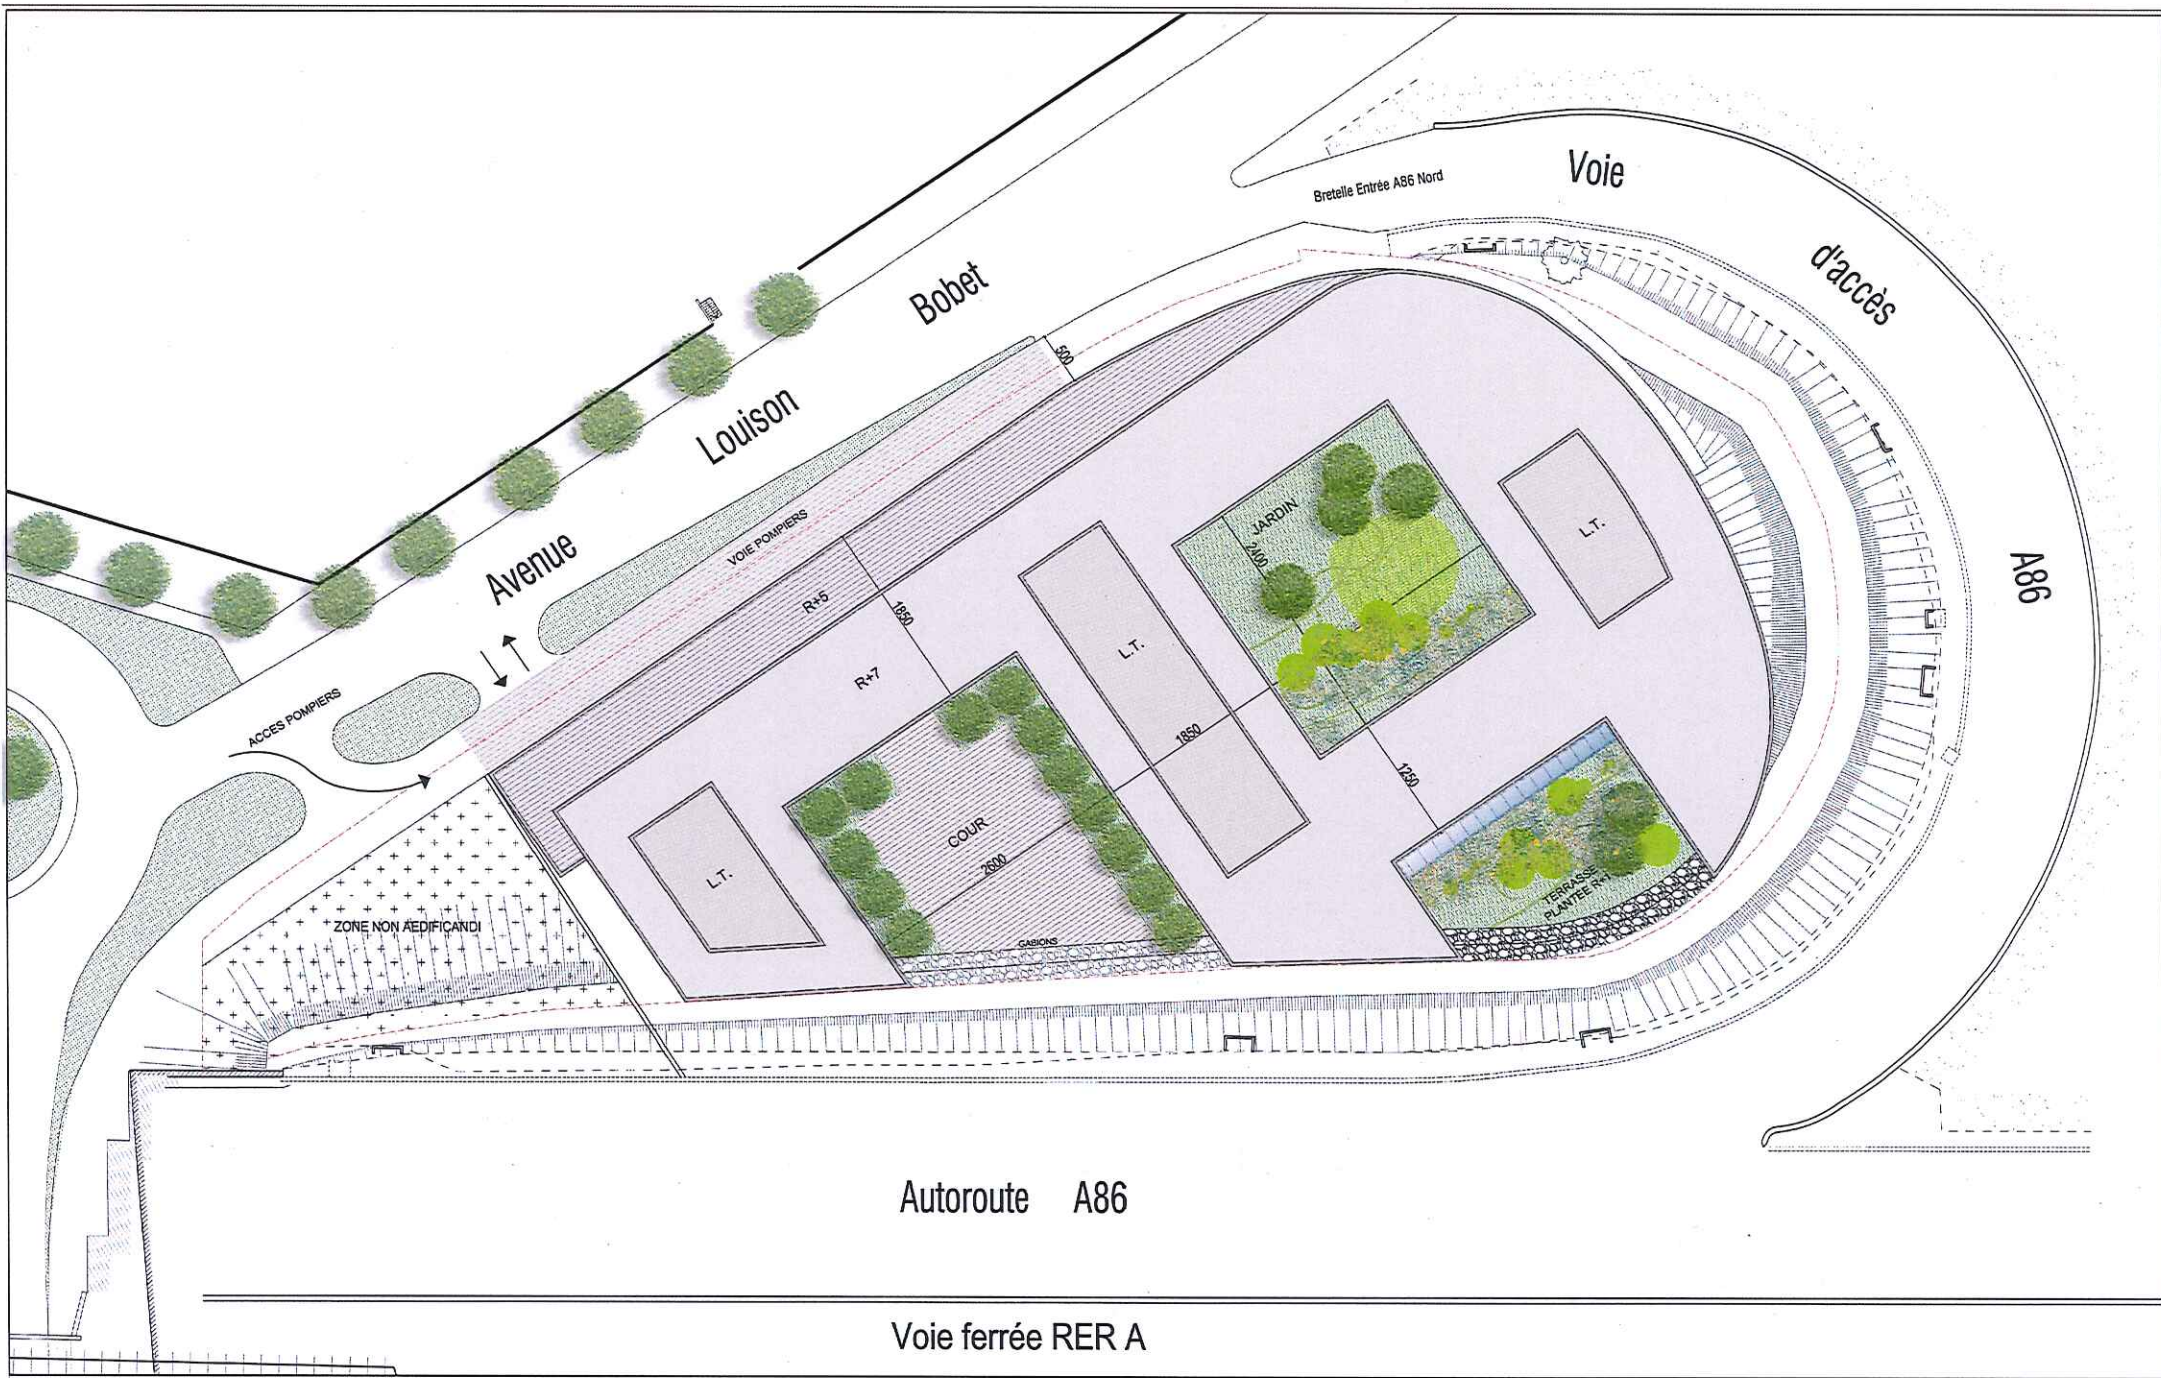 Bretelle Entrée A86 Nord
Voie
d'accès
A86
Avenue Louison Bobet
500
VOIE POMPIERS
ACCES POMPIERS
R+5
R+7
1850
JARDIN
2400
L.T.
L.T.
1850
1250
L.T.
COUR
2600
GABIONS
TERRASSE
PLANTEE R+1
ZONE NON AEDIFICANDI
Autoroute A86
Voie ferrée RER A